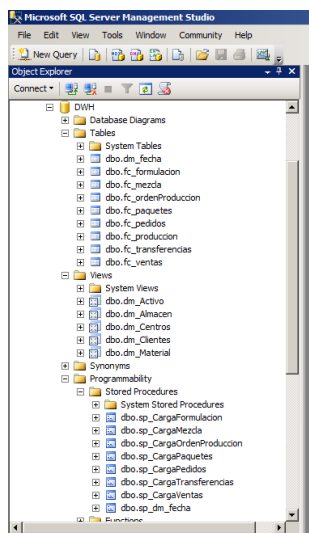 Microsoft SQL Server Management Studio
File Edit View Tools Window Community Help
New Query
Object Explorer
Connect
DWH
Database Diagrams
Tables
System Tables
dbo.dm_fecha
dbo.fc_formulacion
dbo.fc_mezcla
dbo.fc_ordenProduccion
dbo.fc_paquetes
dbo.fc_pedidos
dbo.fc_produccion
dbo.fc_transferencias
dbo.fc_ventas
Views
System Views
dbo.dm_Activo
dbo.dm_Almacen
dbo.dm_Centros
dbo.dm_Clientes
dbo.dm_Material
Synonyms
Programmability
Stored Procedures
System Stored Procedures
dbo.sp_CargaFormulacion
dbo.sp_CargaMezcla
dbo.sp_CargaOrdenProduccion
dbo.sp_CargaPaquetes
dbo.sp_CargaPedidos
dbo.sp_CargaTransferencias
dbo.sp_CargaVentas
dbo.sp_dm_fecha
Functions